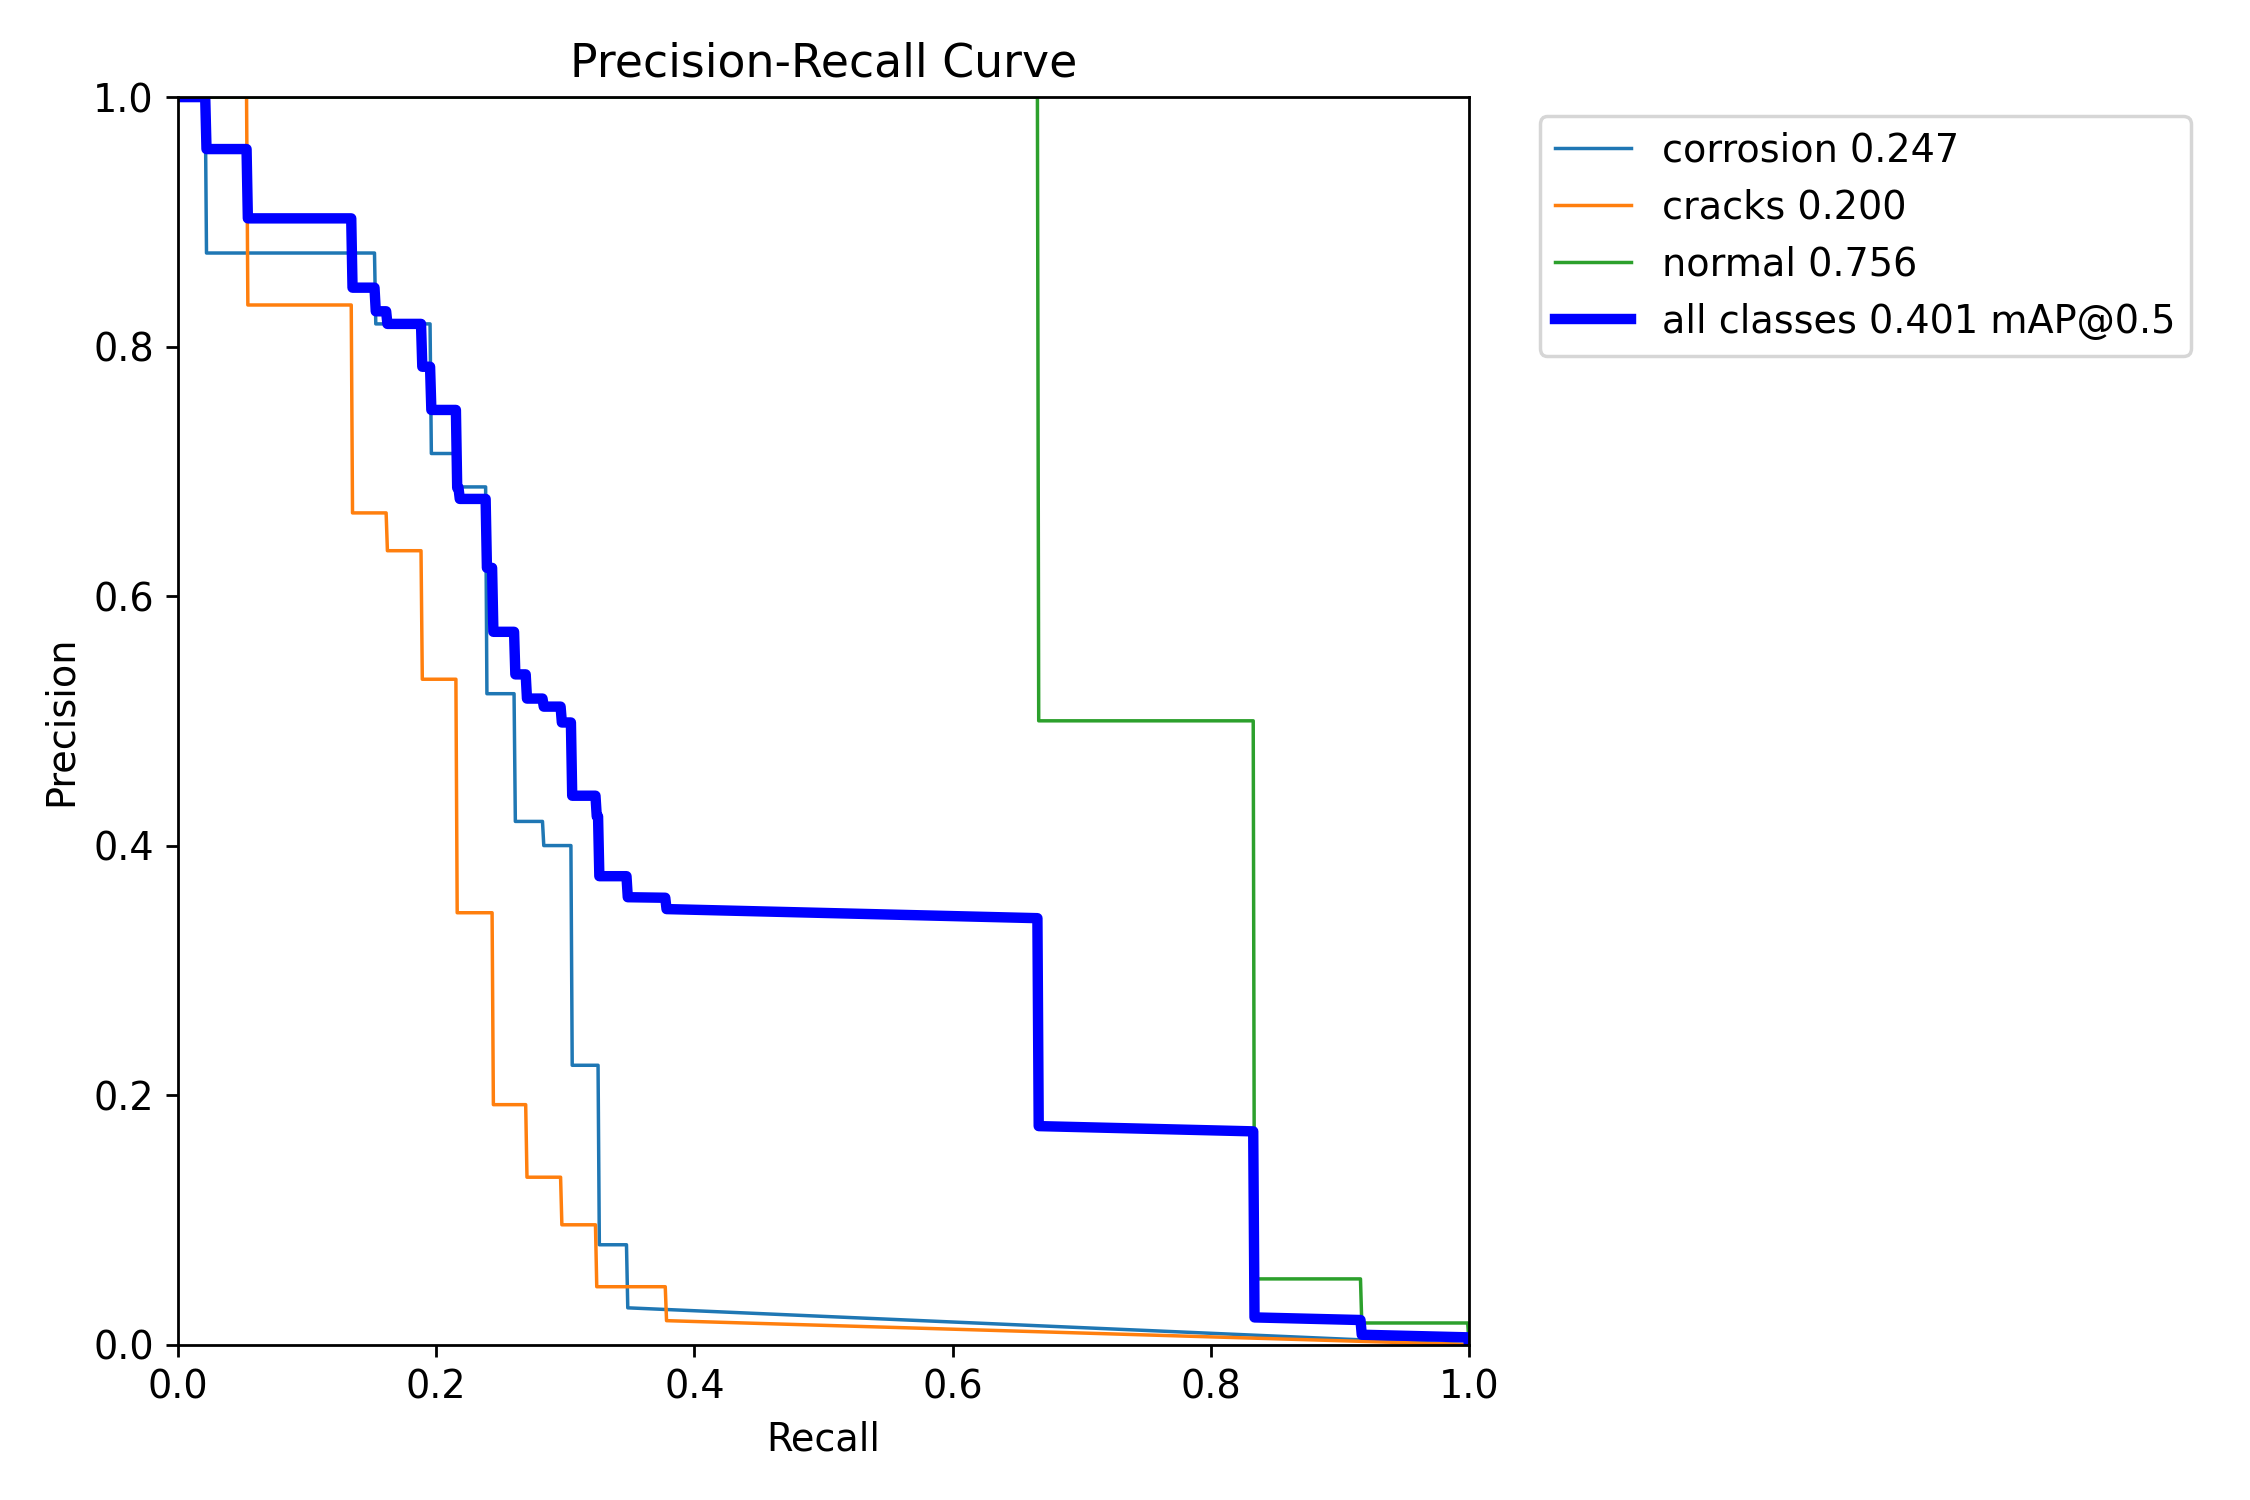 Precision-Recall Curve
1.0
0.8
0.6
0.4
0.2
0.0
Precision
0.0 0.2 0.4 0.6 0.8 1.0
Recall
corrosion 0.247
cracks 0.200
normal 0.756
all classes 0.401 mAP@0.5